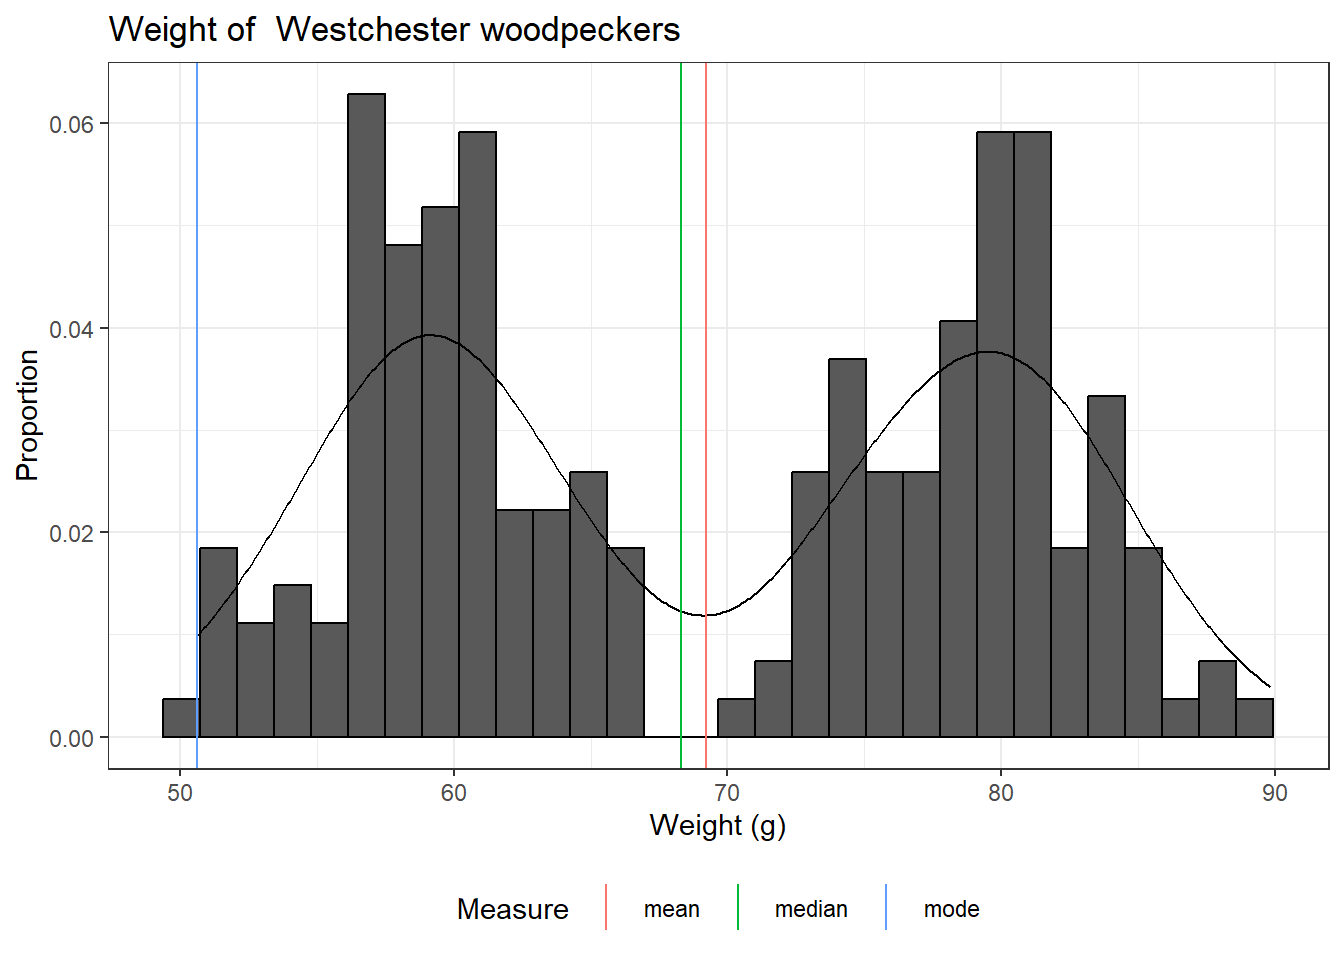 Weight of  Westchester woodpeckers
Proportion
0.06
0.04
0.02
0.00
50 60 70 80 90
Weight (g)
Measure mean median mode